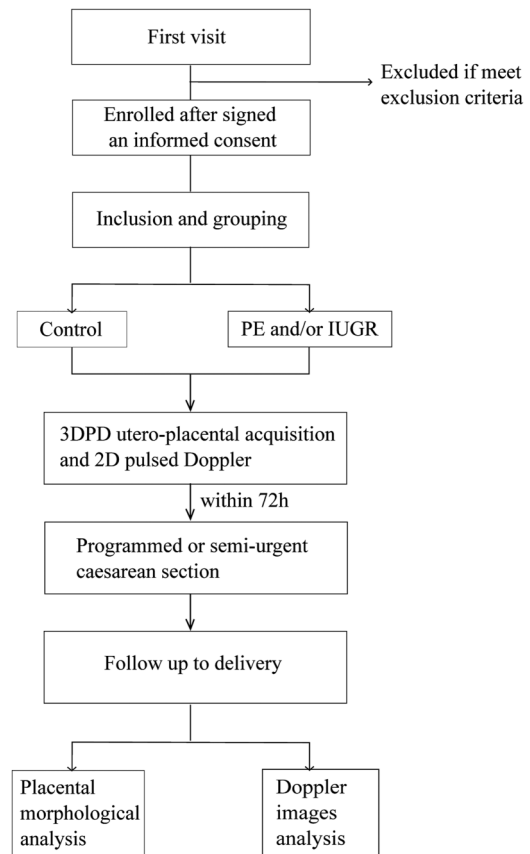 First visit
Excluded if meet
exclusion criteria
Enrolled after signed
an informed consent
Inclusion and grouping
Control
PE and/or IUGR
3DPD utero-placental acquisition
and 2D pulsed Doppler
within 72h
Programmed or semi-urgent
caesarean section
Follow up to delivery
Placental
morphological
analysis
Doppler
images
analysis